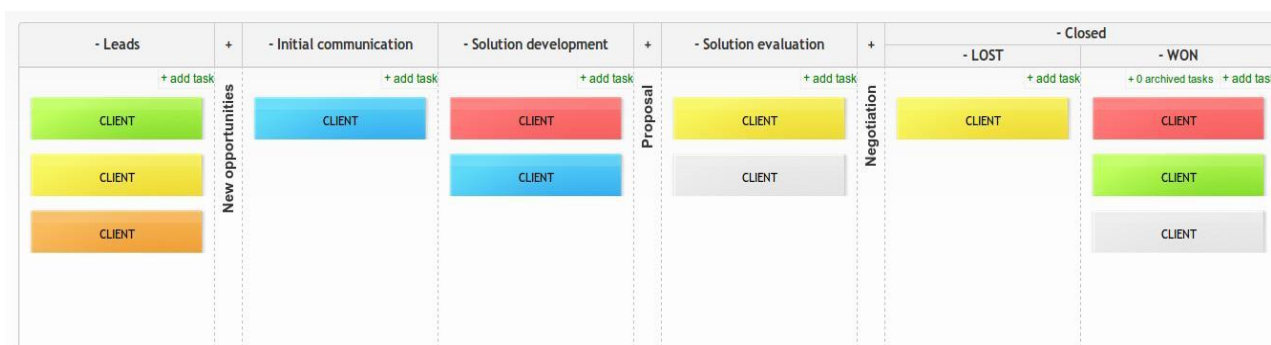 - Leads
+
- Initial communication
- Solution development
+
- Solution evaluation
+
- Closed
- LOST
- WON
+ add task
New opportunities
+ add task
+ add task
Proposal
+ add task
Negotiation
+ add task
+ 0 archived tasks
+ add tas
CLIENT
CLIENT
CLIENT
CLIENT
CLIENT
CLIENT
CLIENT
CLIENT
CLIENT
CLIENT
CLIENT
CLIENT